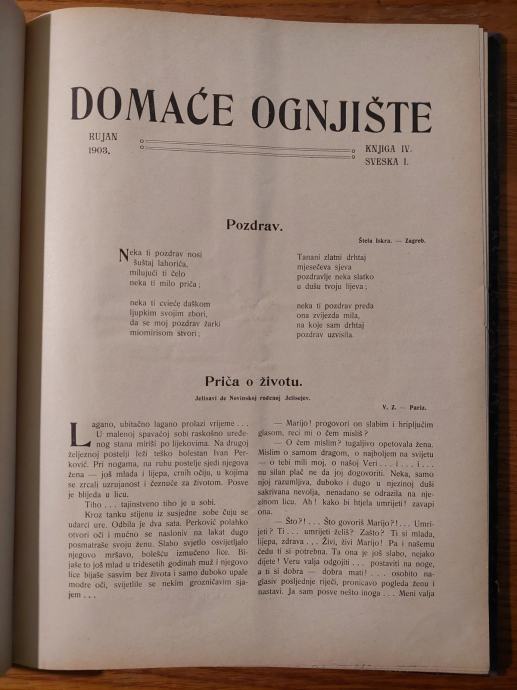 DOMAĆE OGNJIŠTE
RUJAN
1903.
KNJIGA IV.
SVESKA I.
Pozdrav.
Štela Iskra. — Zagreb.
Neka ti pozdrav nosi
šuštaj lahorića,
milujući ti čelo
neka ti milo priča;
neka ti cvieće daškom
ljupkim svojim zbori,
da se moj pozdrav žarki
miomirisom stvori;
Tanani zlatni drhtaj
mjesečeva sjeva
pozdravlje neka slatko
u dušu tvoju lijeva;
neka ti pozdrav preda
ona zvijezda mila,
na koje sam drhtaj
pozdrav uzvisila.
Priča o životu.
Jelisavi de Novinskoj rođenoj Jelisejev.
V. Z. — Pariz.
Lagano, ubitačno lagano prolazi vrijeme . . .
U malenoj spavaćoj sobi raskošno uređe-
nog stana miriši po lijekovima. Na drugoj
željeznoj postelji leži teško bolestan Ivan Per-
ković. Pri nogama, na rubu postelje sjedi njegova
žena — još mlada i lijepa, crnih očiju, u kojima
se zrcali uzrujanost i čeznuće za životom. Posve
je blijeda u licu.
Tiho . . . tajinstveno tiho je u sobi.
Kroz tanku stijenu iz susjedne sobe čuju se
udarci ure. Odbila je dva sata. Perković polahko
otvori oči i mučno se nasloniv na lakat dugo
posmatraše svoju ženu. Slabo svjetlo osvijetljalo
njegovo mršavo, bolešću izmučeno lice. Bi-
jaše to još mlad u tridesetih godinah muž i njegovo
lice bijaše sasvim bez života i samo duboko upale
modre oči, svijetlile se nekim grozničavim sja-
jem . . .
— Marijo! progovori on slabim i hripljućim
glasom, reci mi o čem misliš?
— O čem mislim? tugaljivo opetova žena.
Mislim o samom dragom, o najboljem na svijetu
— o tebi mili moj, o našoj Veri . . . i . . . i . . .
nu silan plač ne da joj dogovoriti. Neka, samo
njoj razumljiva, duboko i dugo u njezinoj duši
sakrivana nevolja, nenadano se odrazila na nje-
zinom licu. Ah! kako bi htjela umrijeti! zavapi
ona.
— Što?! . . . Što govoriš Marijo?! . . . Umri-
jeti? Ti . . . umrijeti želiš? Zašto? Ti si mlada,
lijepa, zdrava . . . Živi, živi Marijo! Pa i našemu
čedu ti si potrebna. Ta ona je još slabo, nejako
dijete! Veru valja odgojiti . . . postaviti na noge,
a ti si dobra — dobra mati! . . . osobito na-
glasiv posljednje riječi, pronicavo pogleda ženu i
nastavi. Ja sam posve nešto inoga . . . Meni valja